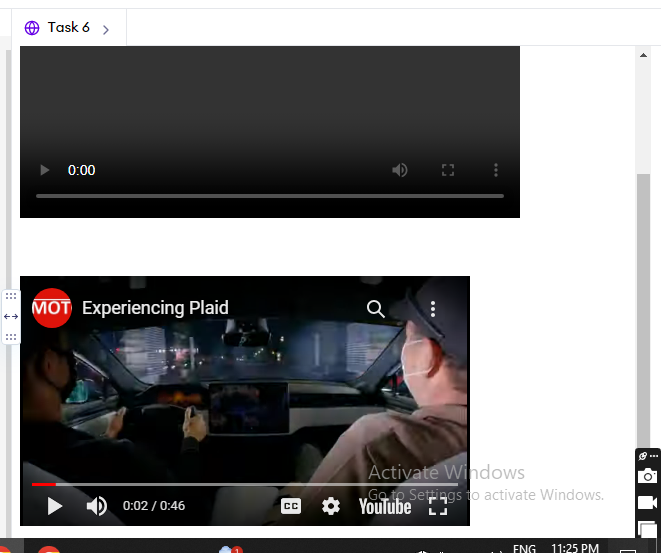 Task 6
0:00
MOT
Experiencing Plaid
Activate Windows
Go to Settings to activate Windows.
0:02 / 0:46
CC
YouTube
1
ENG
11:25 PM